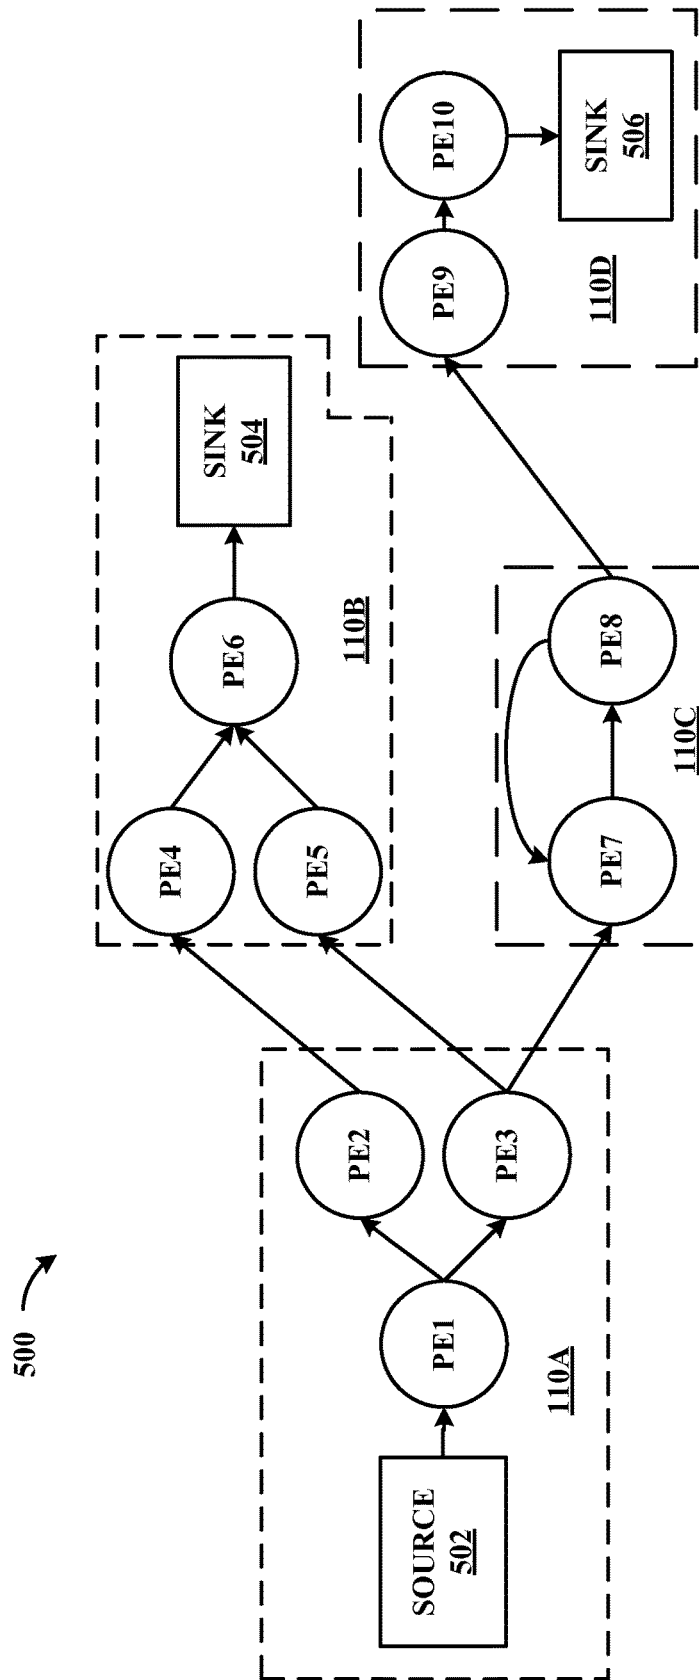 500
SOURCE
502
PE1
110A
PE2
PE3
PE4
PE5
PE6
SINK
504
110B
PE7
PE8
110C
PE9
PE10
SINK
506
110D